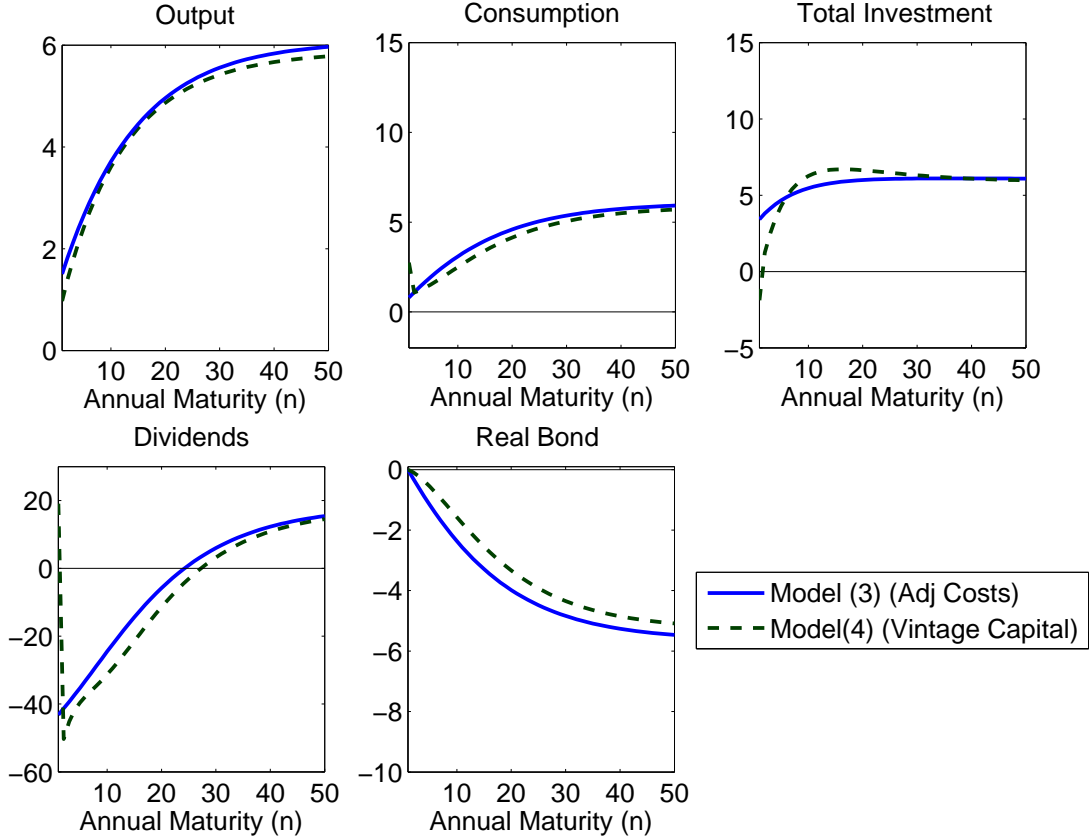 Output
6
4
2
0
10 20 30 40 50
Annual Maturity (n)
Consumption
15
10
5
0
10 20 30 40 50
Annual Maturity (n)
Total Investment
15
10
5
0
−5
10 20 30 40 50
Annual Maturity (n)
Dividends
20
0
−20
−40
−60
10 20 30 40 50
Annual Maturity (n)
Real Bond
0
−2
−4
−6
−8
−10
10 20 30 40 50
Annual Maturity (n)
Model (3) (Adj Costs)
Model(4) (Vintage Capital)